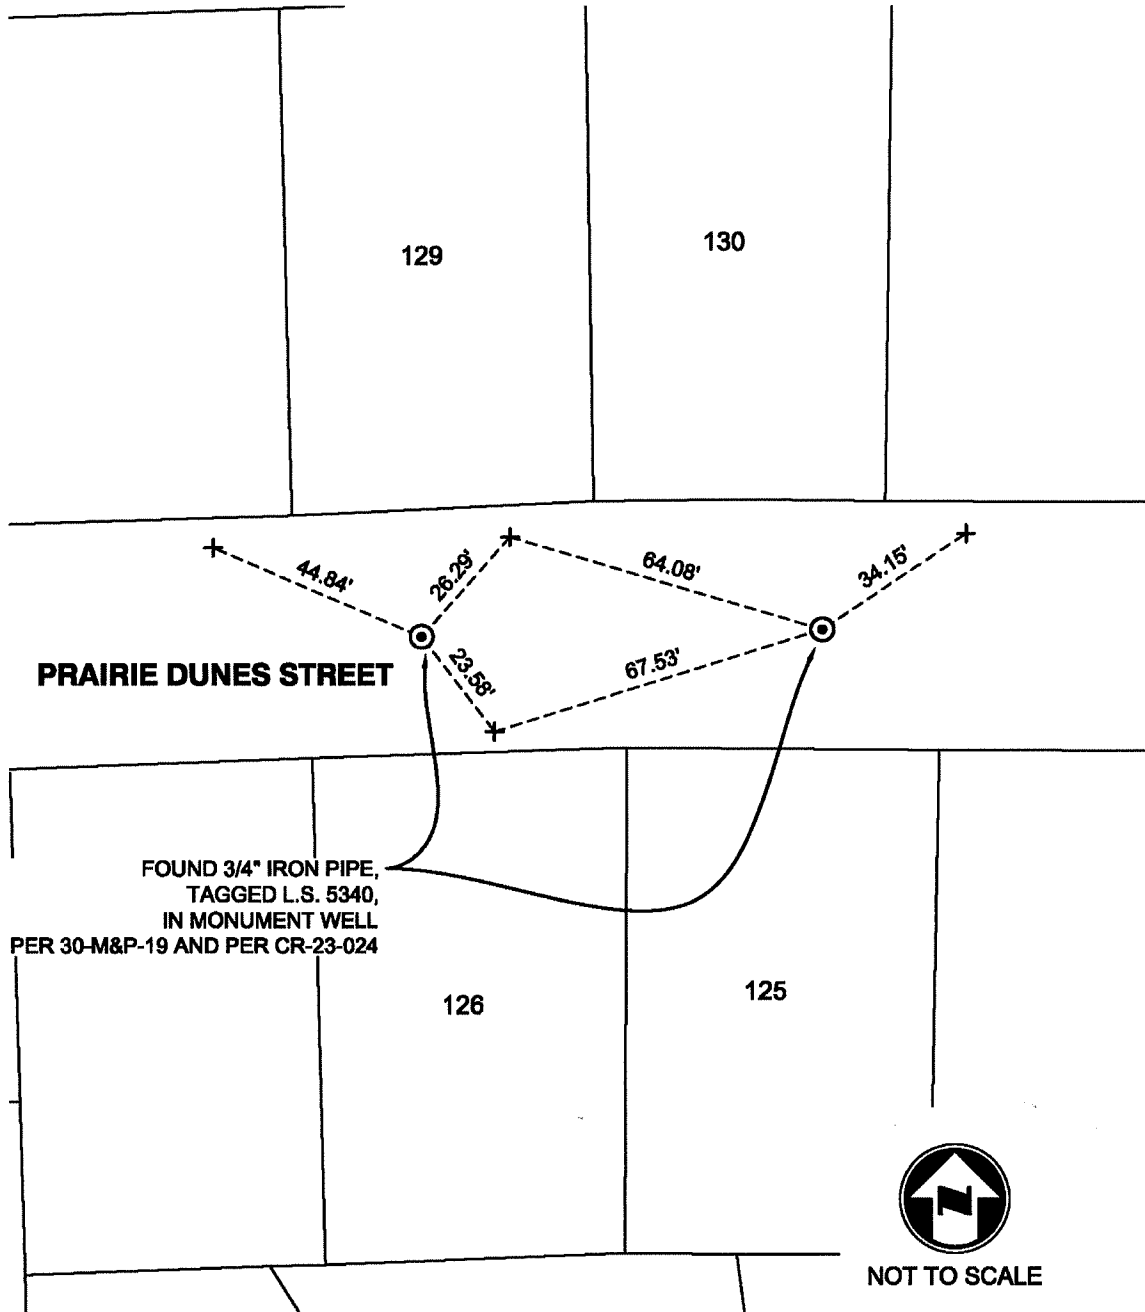 129
130
44.84'
26.29'
64.08'
34.15'
23.58'
67.53'
PRAIRIE DUNES STREET
FOUND 3/4" IRON PIPE,
TAGGED L.S. 5340,
IN MONUMENT WELL
PER 30-M&P-19 AND PER CR-23-024
126
125
N
NOT TO SCALE